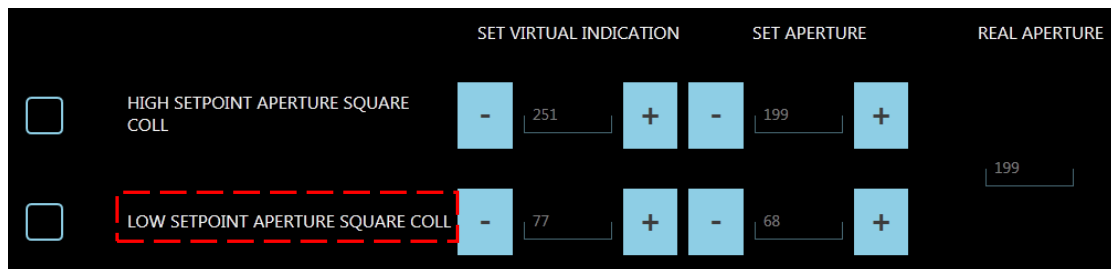 SET VIRTUAL INDICATION SET APERTURE REAL APERTURE
HIGH SETPOINT APERTURE SQUARE
COLL
- 251 + - 199 +
199
LOW SETPOINT APERTURE SQUARE COLL - 77 + - 68 +